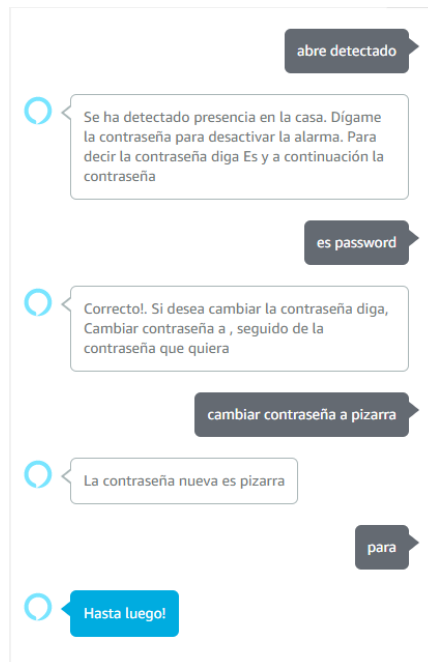 abre detectado
Se ha detectado presencia en la casa. Dígame
la contraseña para desactivar la alarma. Para
decir la contraseña diga Es y a continuación la
contraseña
es password
Correcto!. Si desea cambiar la contraseña diga,
Cambiar contraseña a , seguido de la
contraseña que quiera
cambiar contraseña a pizarra
La contraseña nueva es pizarra
para
Hasta luego!